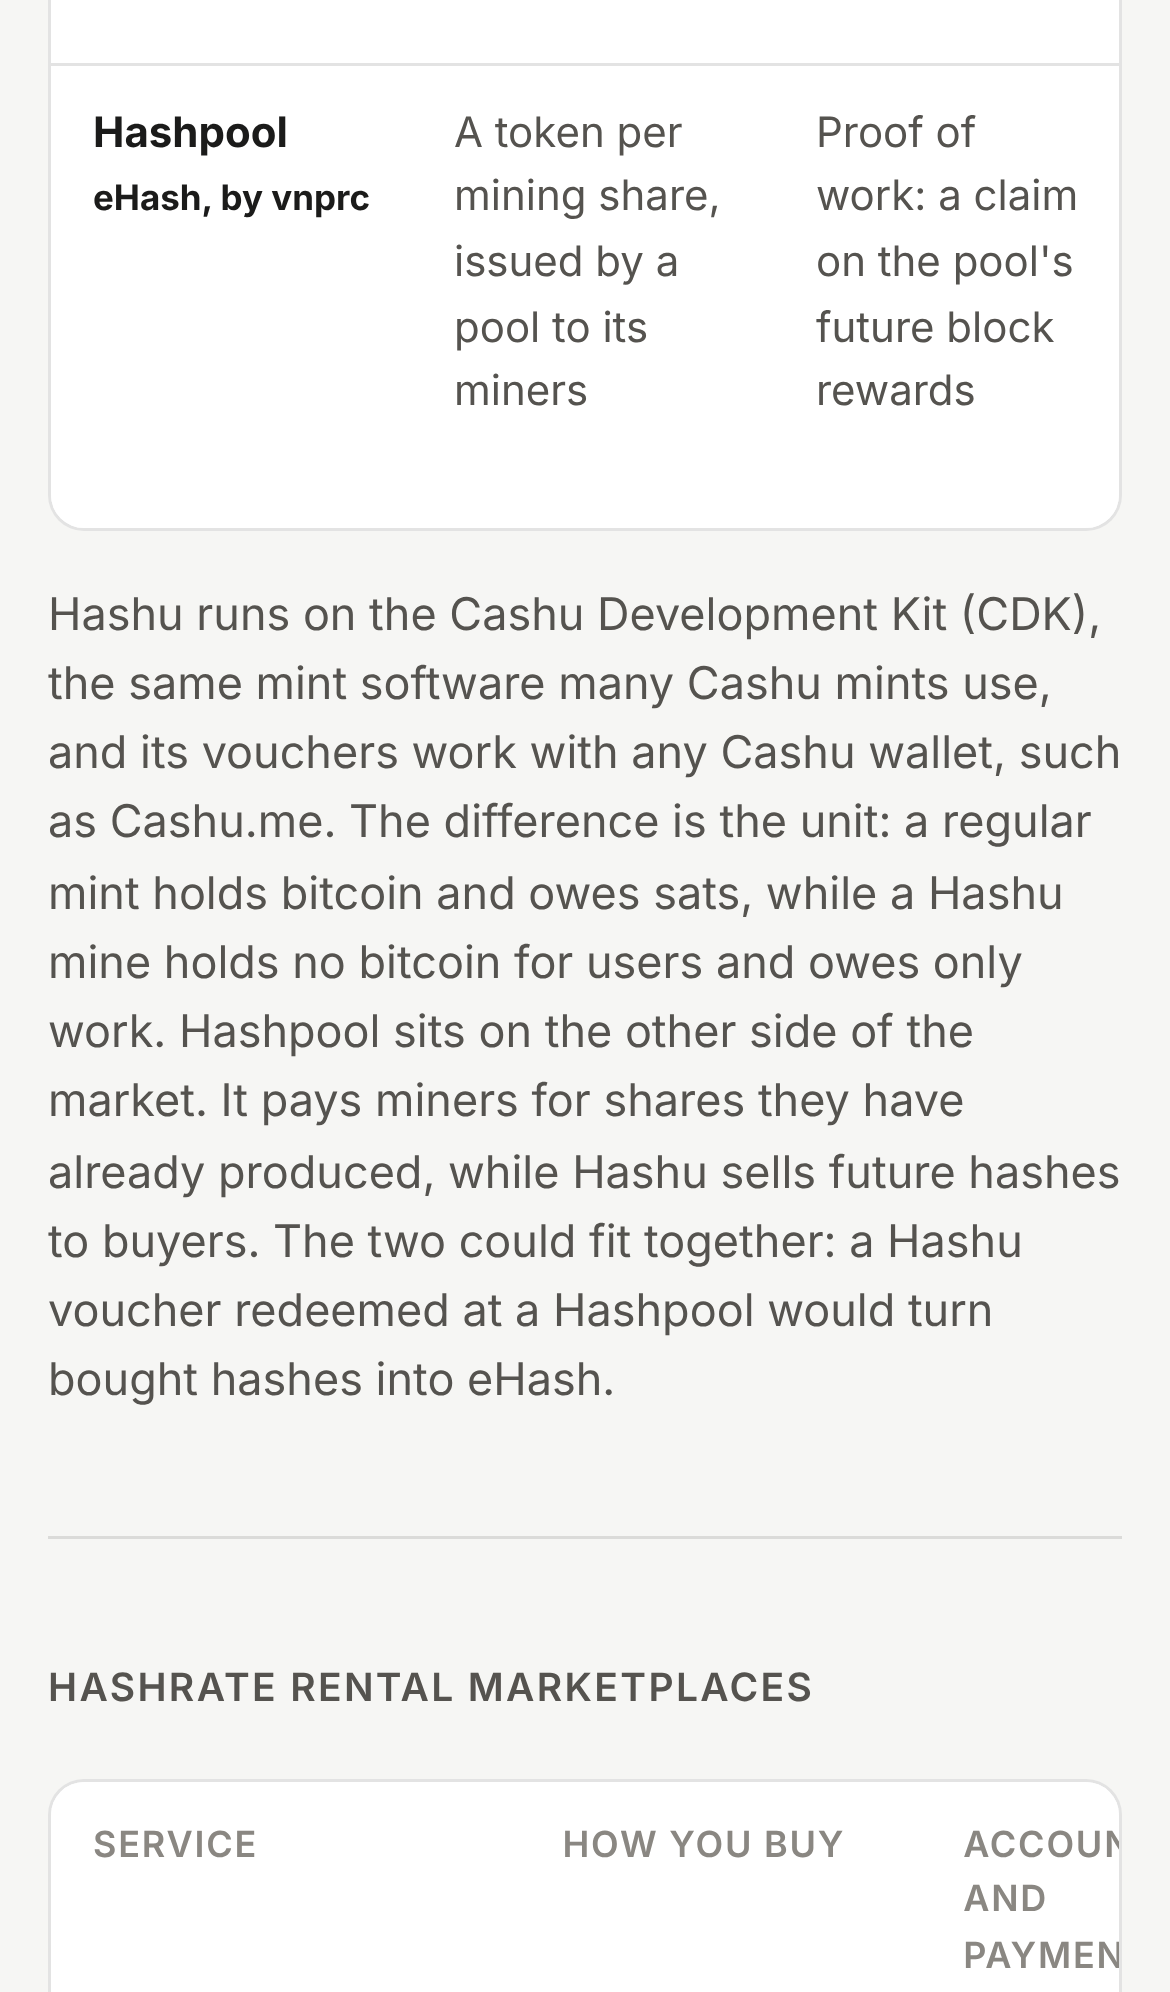 Hashpool
eHash, by vnprc
A token per
mining share,
issued by a
pool to its
miners
Proof of
work: a claim
on the pool's
future block
rewards
Hashu runs on the Cashu Development Kit (CDK),
the same mint software many Cashu mints use,
and its vouchers work with any Cashu wallet, such
as Cashu.me. The difference is the unit: a regular
mint holds bitcoin and owes sats, while a Hashu
mine holds no bitcoin for users and owes only
work. Hashpool sits on the other side of the
market. It pays miners for shares they have
already produced, while Hashu sells future hashes
to buyers. The two could fit together: a Hashu
voucher redeemed at a Hashpool would turn
bought hashes into eHash.
HASHRATE RENTAL MARKETPLACES
SERVICE
HOW YOU BUY
ACCOUN
AND
PAYMEN